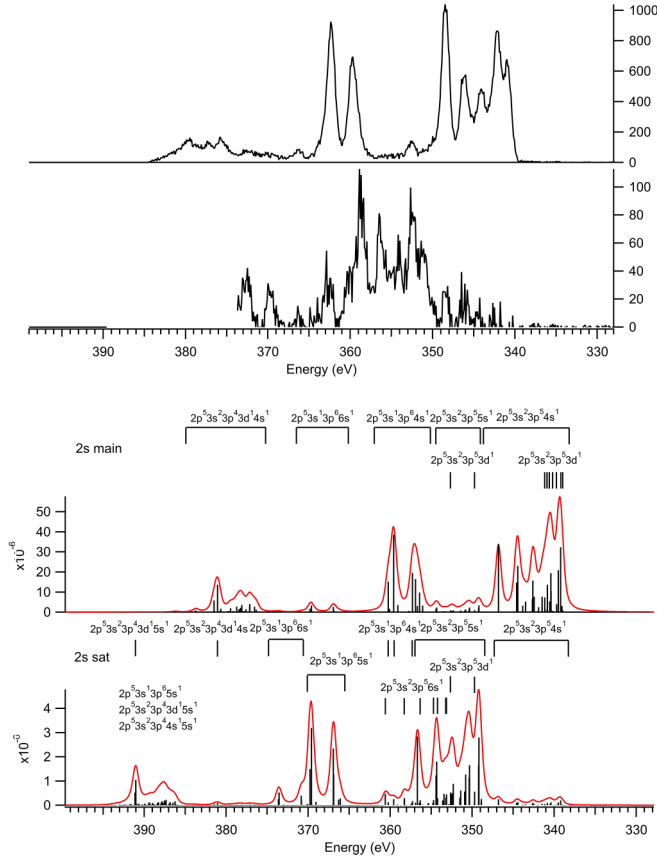 1000
800
600
400
200
0
100
80
60
40
20
0
390 380 370 360 350 340 330
Energy (eV)
2p⁵3s²3p⁴3d¹4s¹ 2p⁵3s¹3p⁶6s¹ 2p⁵3s¹3p⁶4s¹ 2p⁵3s²3p⁵5s¹ 2p⁵3s²3p⁵4s¹
2s main
2p⁵3s²3p⁵3d¹ 2p⁵3s²3p⁵3d¹
50
40
30
20
10
0
x10⁻⁶
2p⁵3s²3p⁴3d¹5s¹ 2p⁵3s²3p⁴3d¹4s 2p⁵3s¹3p⁶6s¹ 2p⁵3s¹3p⁶4s¹ 2p⁵3s²3p⁵5s¹ 2p⁵3s²3p⁵4s¹
2s sat
2p⁵3s¹3p⁶5s¹ 2p⁵3s²3p⁵3d¹
2p⁵3s²3p⁵6s¹
2p⁵3s¹3p⁶5s¹
2p⁵3s²3p⁴3d¹5s¹
2p⁵3s²3p⁴4s¹5s¹
4
3
2
1
0
x10⁻⁶
390 380 370 360 350 340 330
Energy (eV)